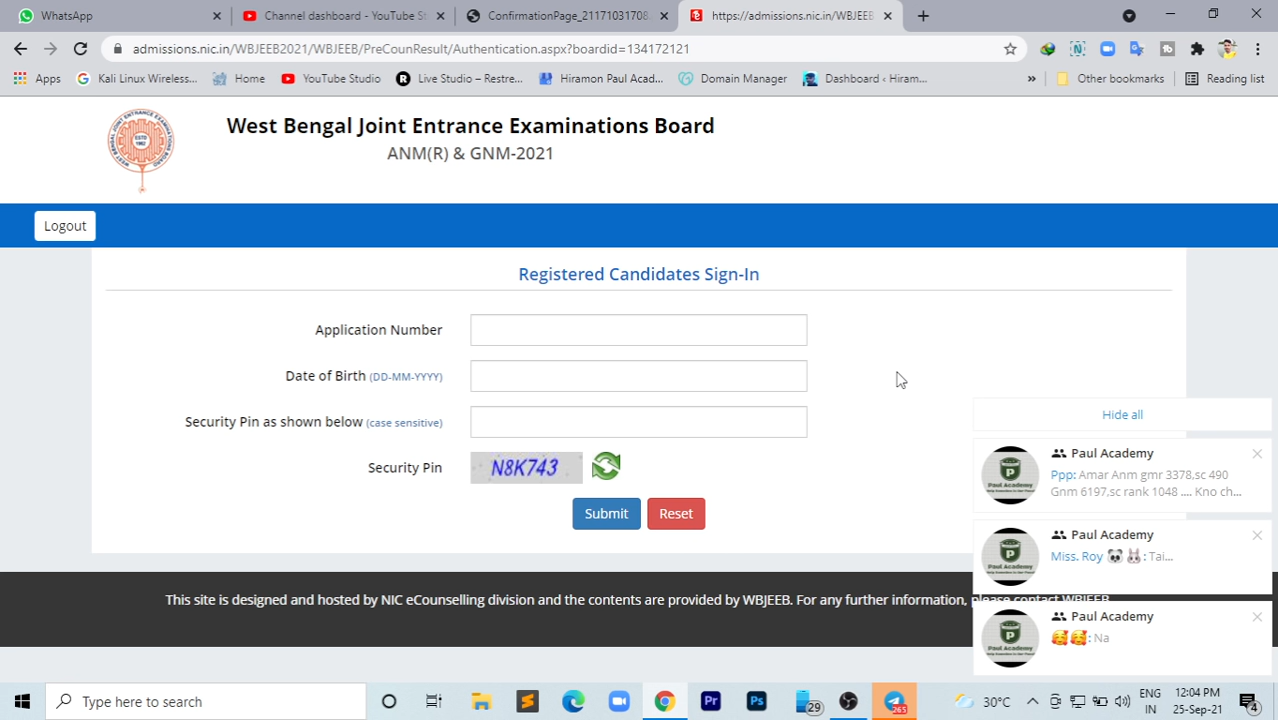 WhatsApp
Channel dashboard - YouTube St
ConfirmationPage_21171031708
https://admissions.nic.in/WBJEEB
admissions.nic.in/WBJEEB2021/WBJEEB/PreCounResult/Authentication.aspx?boardid=134172121
Apps
Kali Linux Wireless...
Home
YouTube Studio
Live Studio – Restre...
Hiramon Paul Acad...
Domain Manager
Dashboard ‹ Hiram...
»
Other bookmarks
Reading list
West Bengal Joint Entrance Examinations Board
ANM(R) & GNM-2021
Logout
Registered Candidates Sign-In
Application Number
Date of Birth (DD-MM-YYYY)
Security Pin as shown below (case sensitive)
Security Pin
N8K743
Submit
Reset
Hide all
Paul Academy
Ppp: Amar Anm gmr 3378,sc 490
Gnm 6197,sc rank 1048 .... Kno ch...
Paul Academy
Miss. Roy 🐼 🐰: Tai...
Paul Academy
🥰🥰: Na
This site is designed and hosted by NIC eCounselling division and the contents are provided by WBJEEB. For any further information, please contact WBJEEB
Type here to search
29
265
30°C
ENG
IN
12:04 PM
25-Sep-21
4